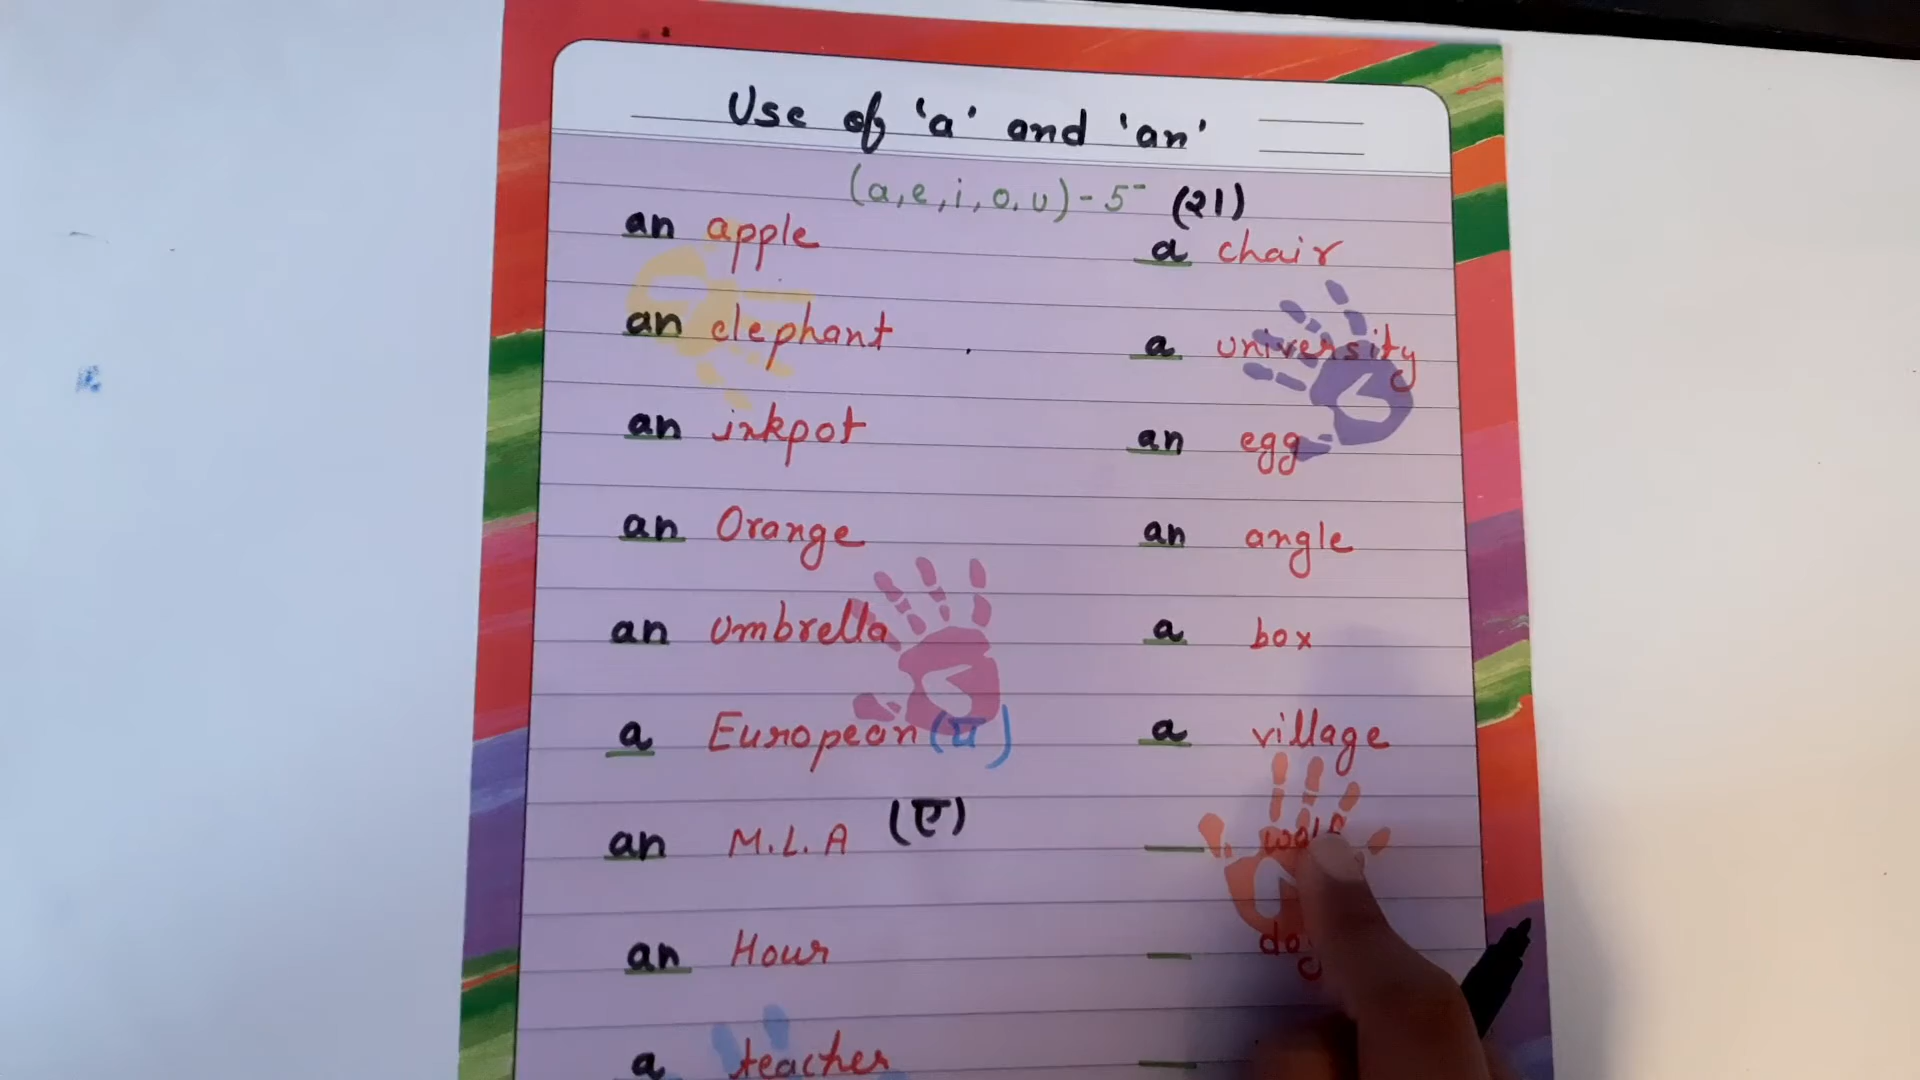 Use of 'a' and 'an'
(a, e, i, o, u) - 5 (21)
an apple
an elephant
an inkpot
an Orange
an umbrella
a European (य)
an M.L.A (ए)
an Hour
a teacher
a chair
a university
an egg
an angle
a box
a village